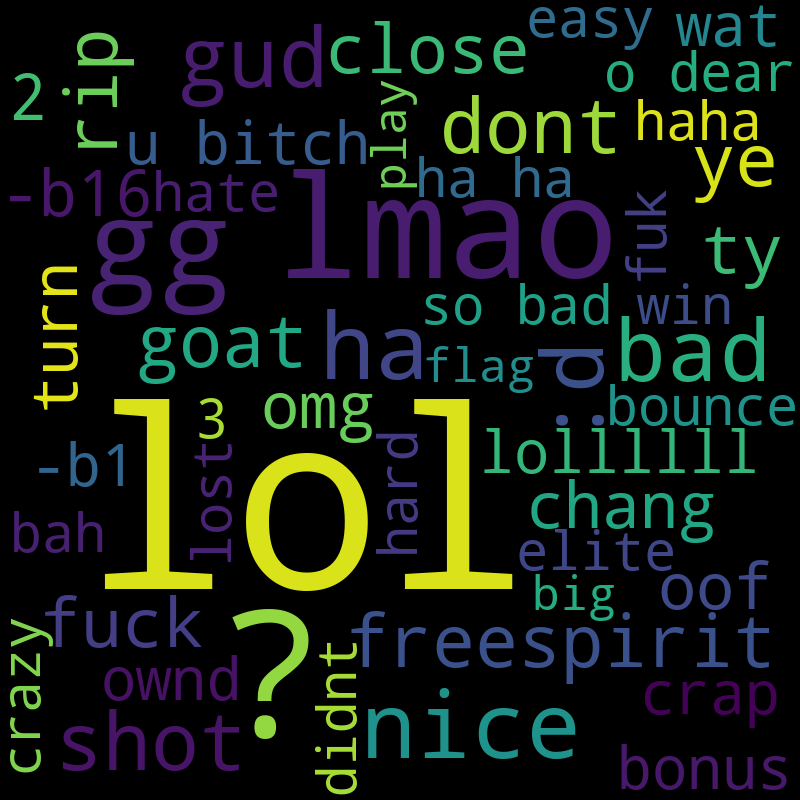 easy
wat
rip
gud
close
o dear
2
play
dont
haha
u bitch
ye
-b16
hate
ha ha
fuk
gg
lmao
ty
turn
so bad
win
goat
ha
flag
:d
bad
3
omg
bounce
-b1
lost
hard
lollllll
lol
chang
bah
elite
big
oof
crazy
fuck
?
freespirit
ownd
didnt
crap
shot
nice
bonus